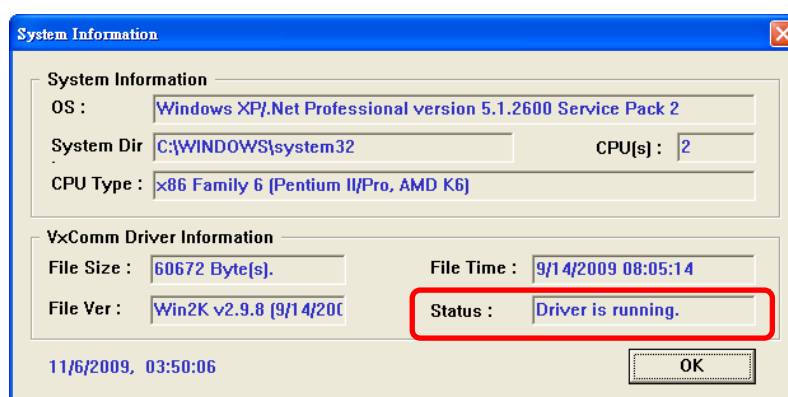 System Information
System Information
OS : Windows XP/.Net Professional version 5.1.2600 Service Pack 2
System Dir : C:\WINDOWS\system32 CPU(s) : 2
CPU Type : x86 Family 6 (Pentium II/Pro, AMD K6)
VxComm Driver Information
File Size : 60672 Byte(s). File Time : 9/14/2009 08:05:14
File Ver : Win2K v2.9.8 (9/14/200 Status : Driver is running.
11/6/2009, 03:50:06 OK